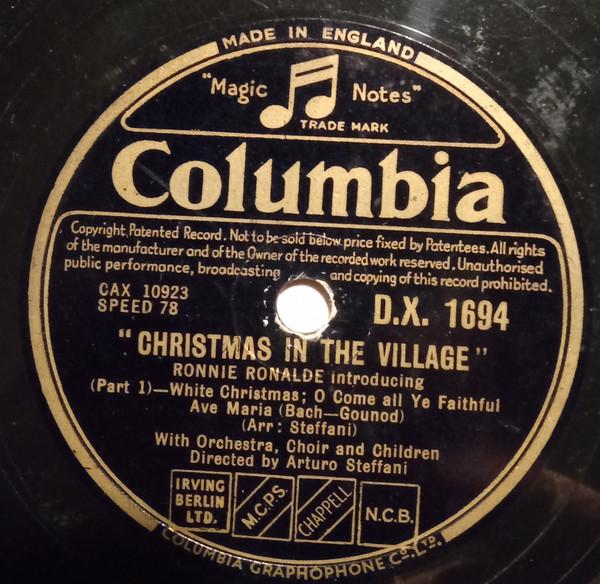 MADE IN ENGLAND
"Magic Notes"
TRADE MARK
Columbia
Copyright, Patented Record. Not to be sold below price fixed by Patentees. All rights
of the manufacturer and of the Owner of the recorded work reserved. Unauthorised
public performance, broadcasting and copying of this record prohibited.
CAX 10923
SPEED 78
D.X. 1694
"CHRISTMAS IN THE VILLAGE"
RONNIE RONALDE introducing
(Part 1)—White Christmas; O Come all Ye Faithful
Ave Maria (Bach—Gounod)
(Arr: Steffani)
With Orchestra, Choir and Children
Directed by Arturo Steffani
IRVING
BERLIN
LTD.
M.C.P.S.
CHAPPELL
N.C.B.
COLUMBIA GRAPHOPHONE CO. LTD.